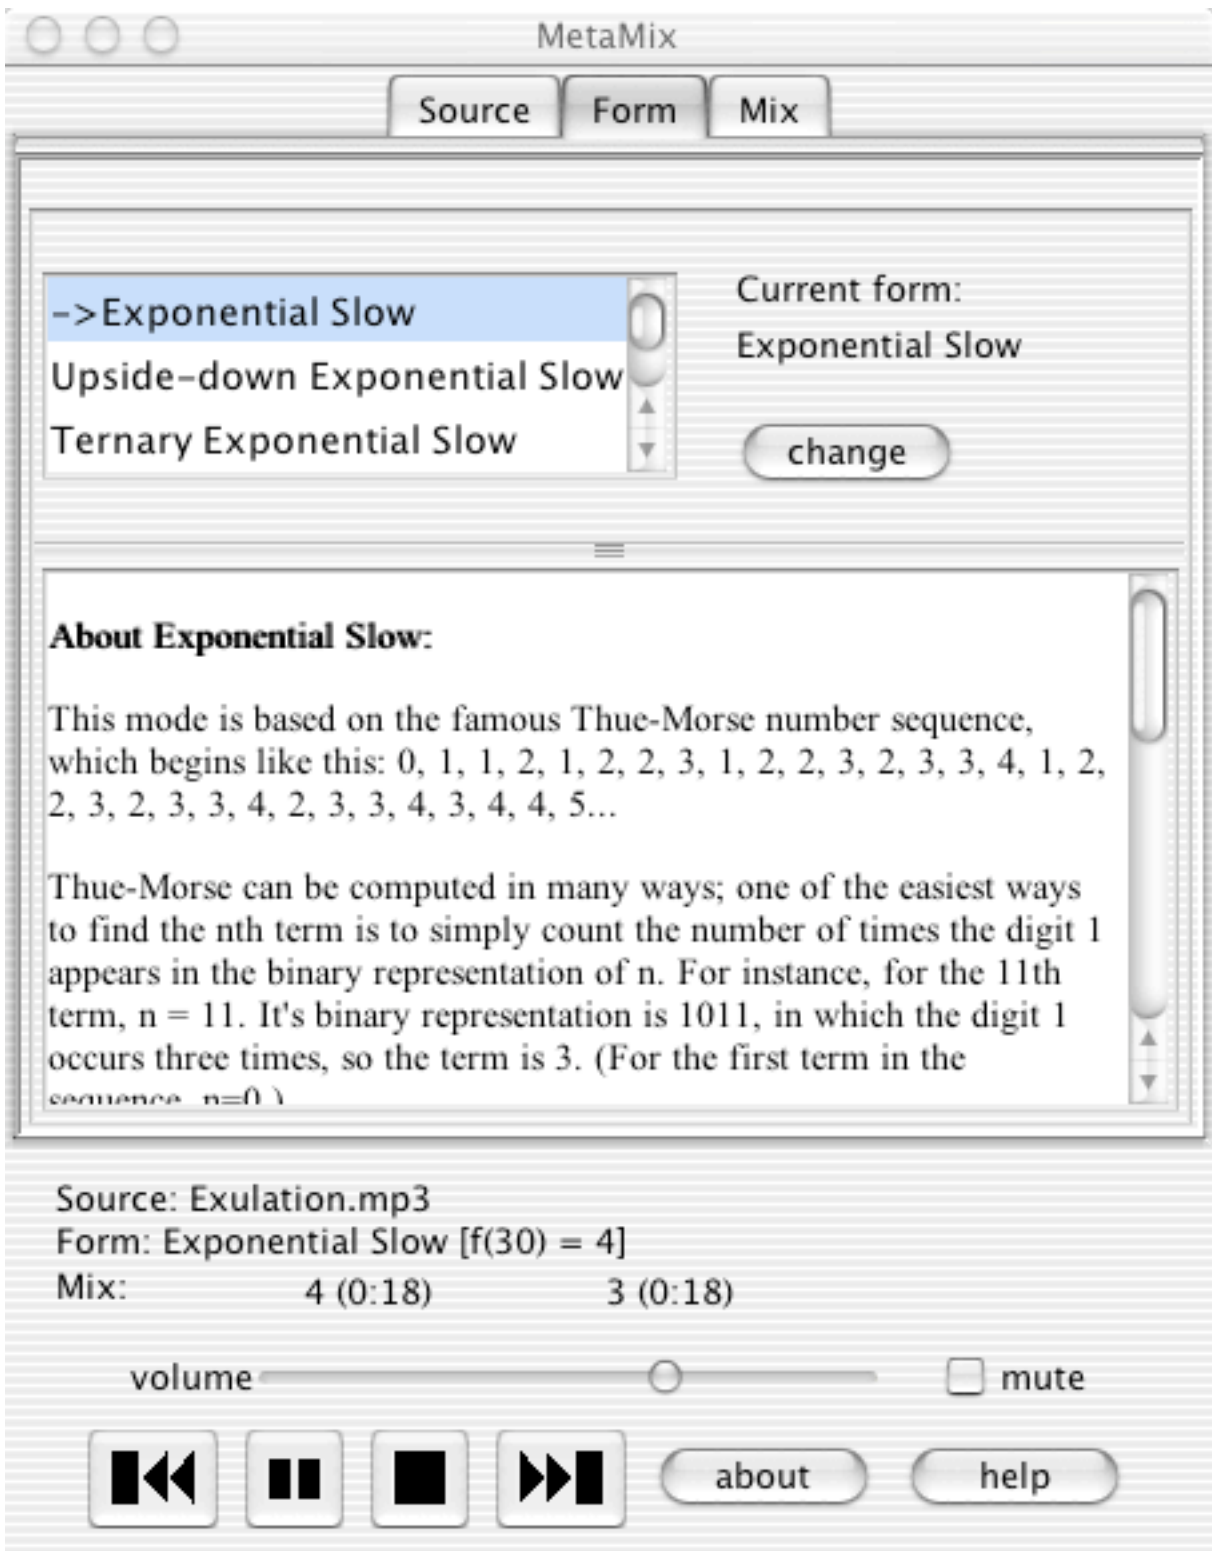 MetaMix
Source Form Mix
->Exponential Slow
Upside-down Exponential Slow
Ternary Exponential Slow
Current form:
Exponential Slow
change
About Exponential Slow:
This mode is based on the famous Thue-Morse number sequence,
which begins like this: 0, 1, 1, 2, 1, 2, 2, 3, 1, 2, 2, 3, 2, 3, 3, 4, 1, 2,
2, 3, 2, 3, 3, 4, 2, 3, 3, 4, 3, 4, 4, 5...
Thue-Morse can be computed in many ways; one of the easiest ways
to find the nth term is to simply count the number of times the digit 1
appears in the binary representation of n. For instance, for the 11th
term, n = 11. It's binary representation is 1011, in which the digit 1
occurs three times, so the term is 3. (For the first term in the
sequence, n=0.)
Source: Exulation.mp3
Form: Exponential Slow [f(30) = 4]
Mix: 4 (0:18) 3 (0:18)
volume mute
about help